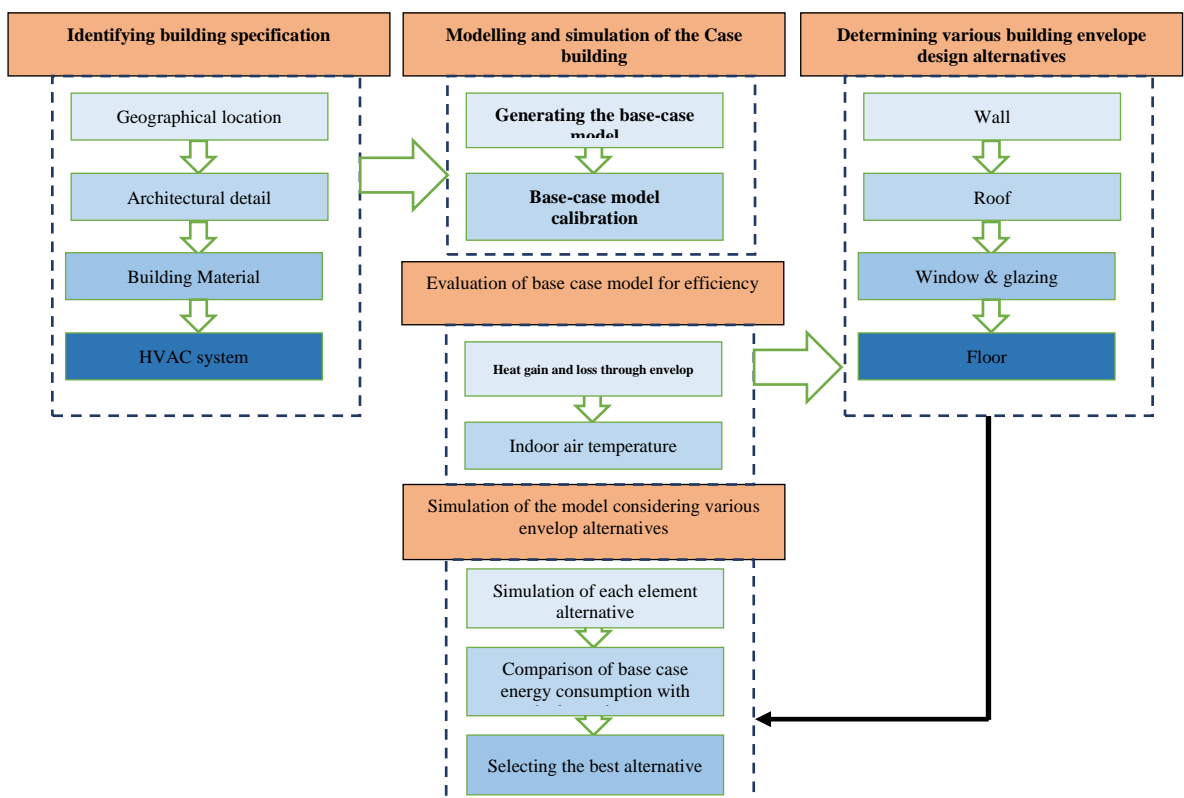 Identifying building specification
Geographical location
Architectural detail
Building Material
HVAC system
Modelling and simulation of the Case
building
Generating the base-case
model
Base-case model
calibration
Evaluation of base case model for efficiency
Heat gain and loss through envelop
Indoor air temperature
Simulation of the model considering various
envelop alternatives
Simulation of each element
alternative
Comparison of base case
energy consumption with
Selecting the best alternative
Determining various building envelope
design alternatives
Wall
Roof
Window & glazing
Floor